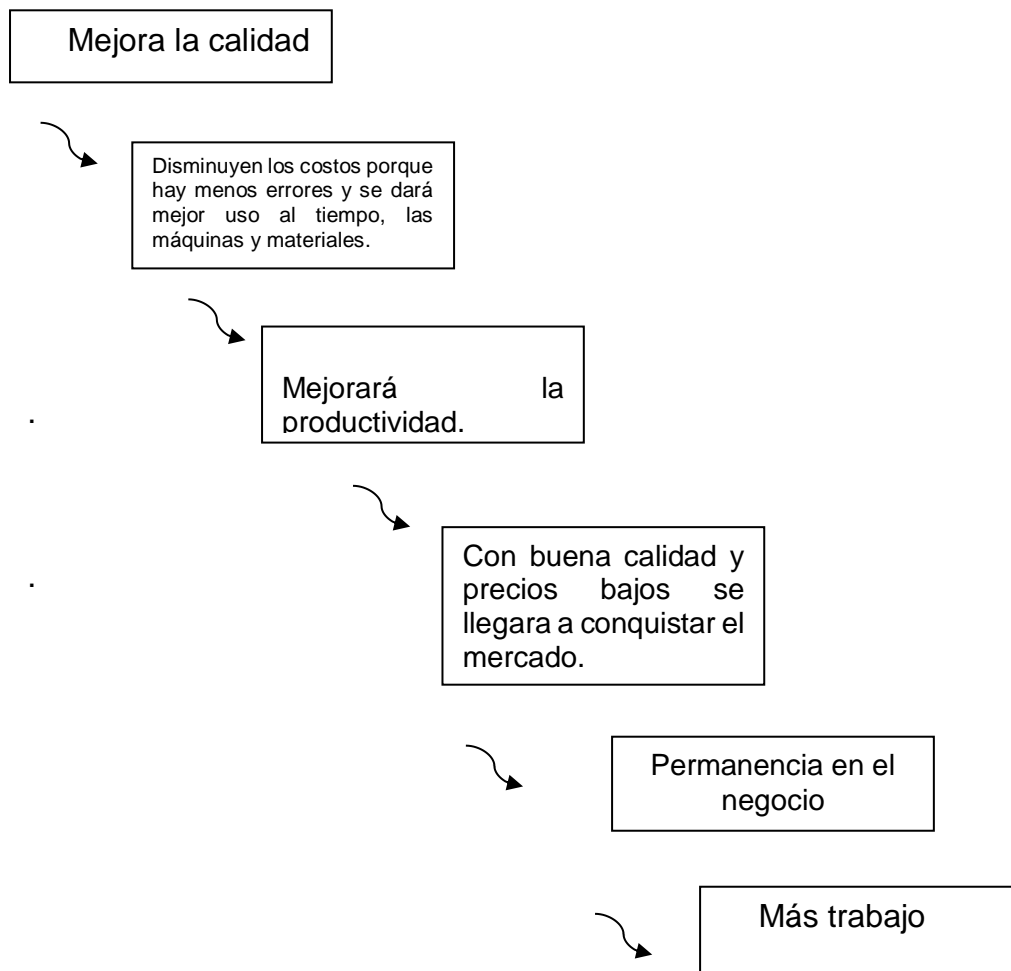 Mejora la calidad
Disminuyen los costos porque
hay menos errores y se dará
mejor uso al tiempo, las
máquinas y materiales.
Mejorará la
productividad.
.
Con buena calidad y
precios bajos se
llegara a conquistar el
mercado.
.
Permanencia en el
negocio
Más trabajo